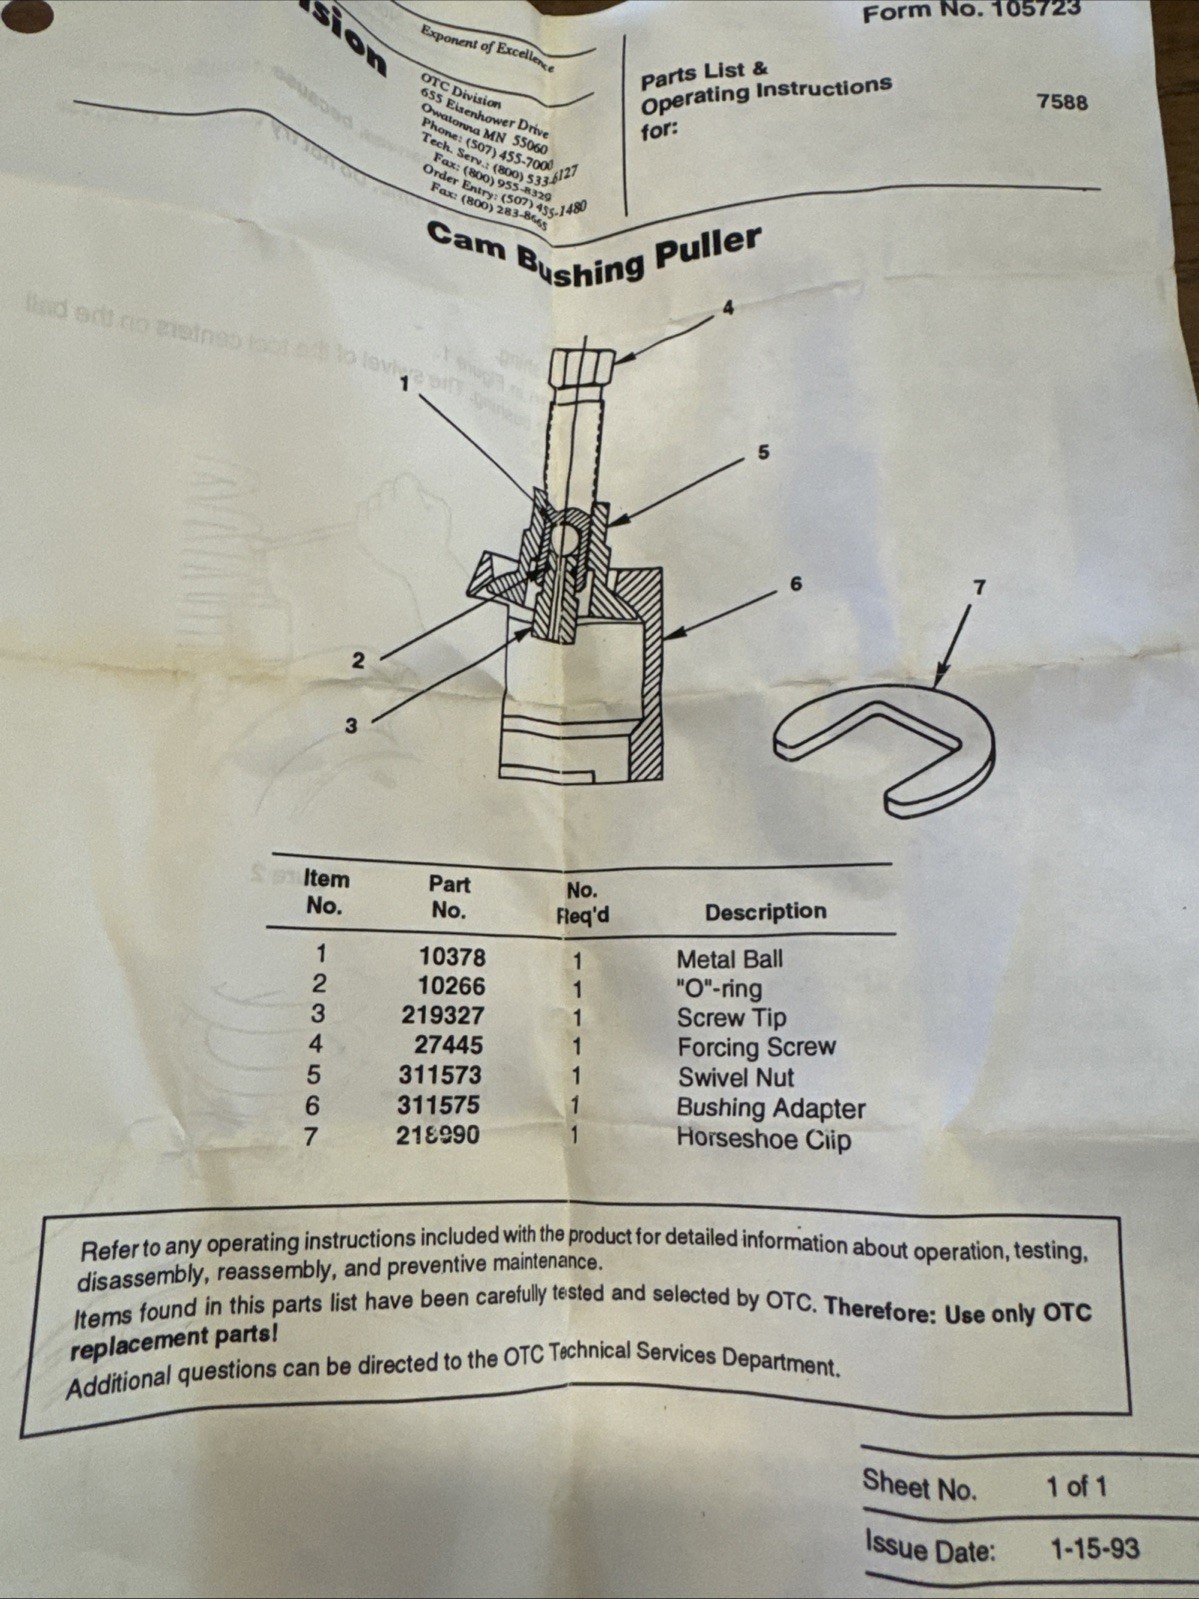 Form No. 105723
Exponent of Excellence
OTC Division
655 Eisenhower Drive
Owatonna MN 55060
Phone: (507) 455-7000
Tech. Serv.: (800) 533-6127
Fax: (800) 955-8329
Order Entry: (507) 455-1480
Fax: (800) 283-8665
Parts List &
Operating Instructions
for:
7588
Cam Bushing Puller
4
1
5
6
7
2
3
Item No. Part No. No. Req'd Description
1 10378 1 Metal Ball
2 10266 1 "O"-ring
3 219327 1 Screw Tip
4 27445 1 Forcing Screw
5 311573 1 Swivel Nut
6 311575 1 Bushing Adapter
7 218990 1 Horseshoe Clip
Refer to any operating instructions included with the product for detailed information about operation, testing,
disassembly, reassembly, and preventive maintenance.
Items found in this parts list have been carefully tested and selected by OTC. Therefore: Use only OTC
replacement parts!
Additional questions can be directed to the OTC Technical Services Department.
Sheet No. 1 of 1
Issue Date: 1-15-93